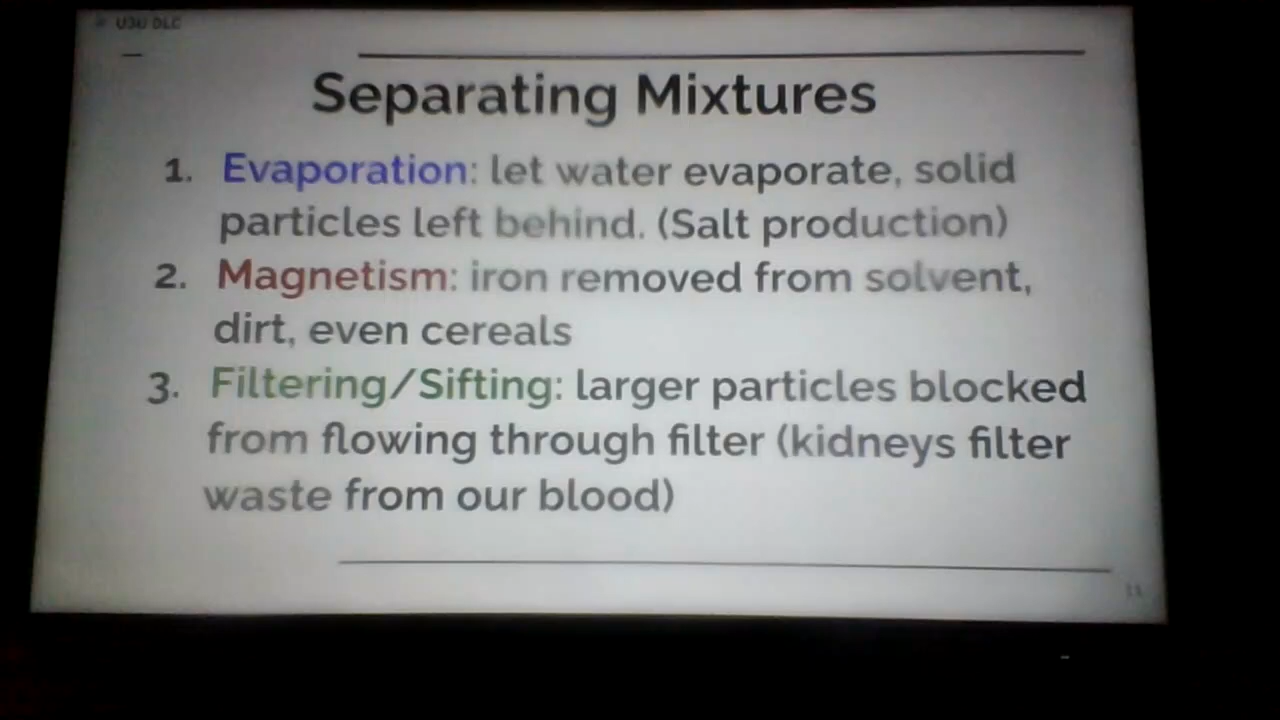 Separating Mixtures
1. Evaporation: let water evaporate, solid
particles left behind. (Salt production)
2. Magnetism: iron removed from solvent,
dirt, even cereals
3. Filtering/Sifting: larger particles blocked
from flowing through filter (kidneys filter
waste from our blood)